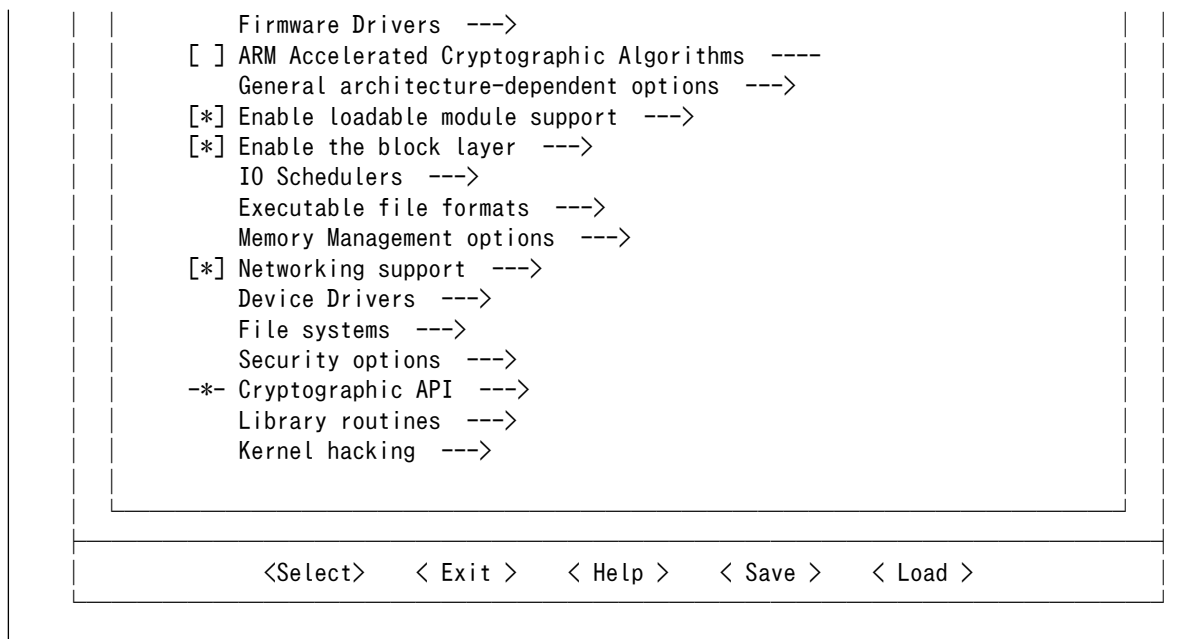 Firmware Drivers  --->
[ ] ARM Accelerated Cryptographic Algorithms  ----
General architecture-dependent options  --->
[*] Enable loadable module support  --->
[*] Enable the block layer  --->
IO Schedulers  --->
Executable file formats  --->
Memory Management options  --->
[*] Networking support  --->
Device Drivers  --->
File systems  --->
Security options  --->
-*- Cryptographic API  --->
Library routines  --->
Kernel hacking  --->
<Select>    < Exit >    < Help >    < Save >    < Load >